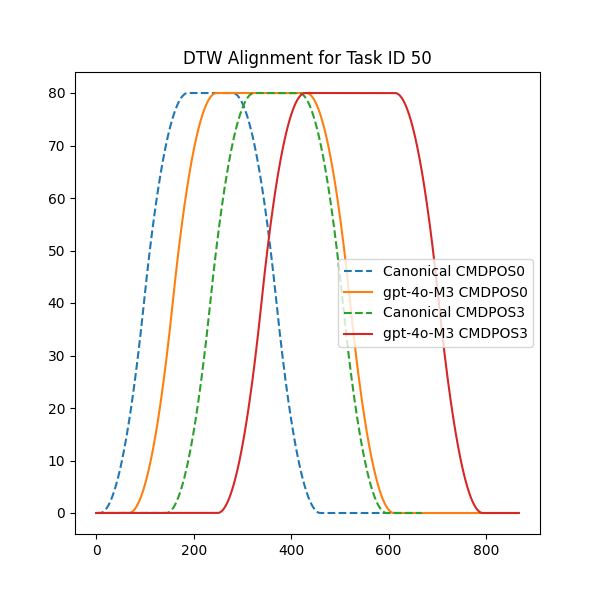 DTW Alignment for Task ID 50
80
70
60
50
40
30
20
10
0
Canonical CMDPOS0
gpt-4o-M3 CMDPOS0
Canonical CMDPOS3
gpt-4o-M3 CMDPOS3
0 200 400 600 800